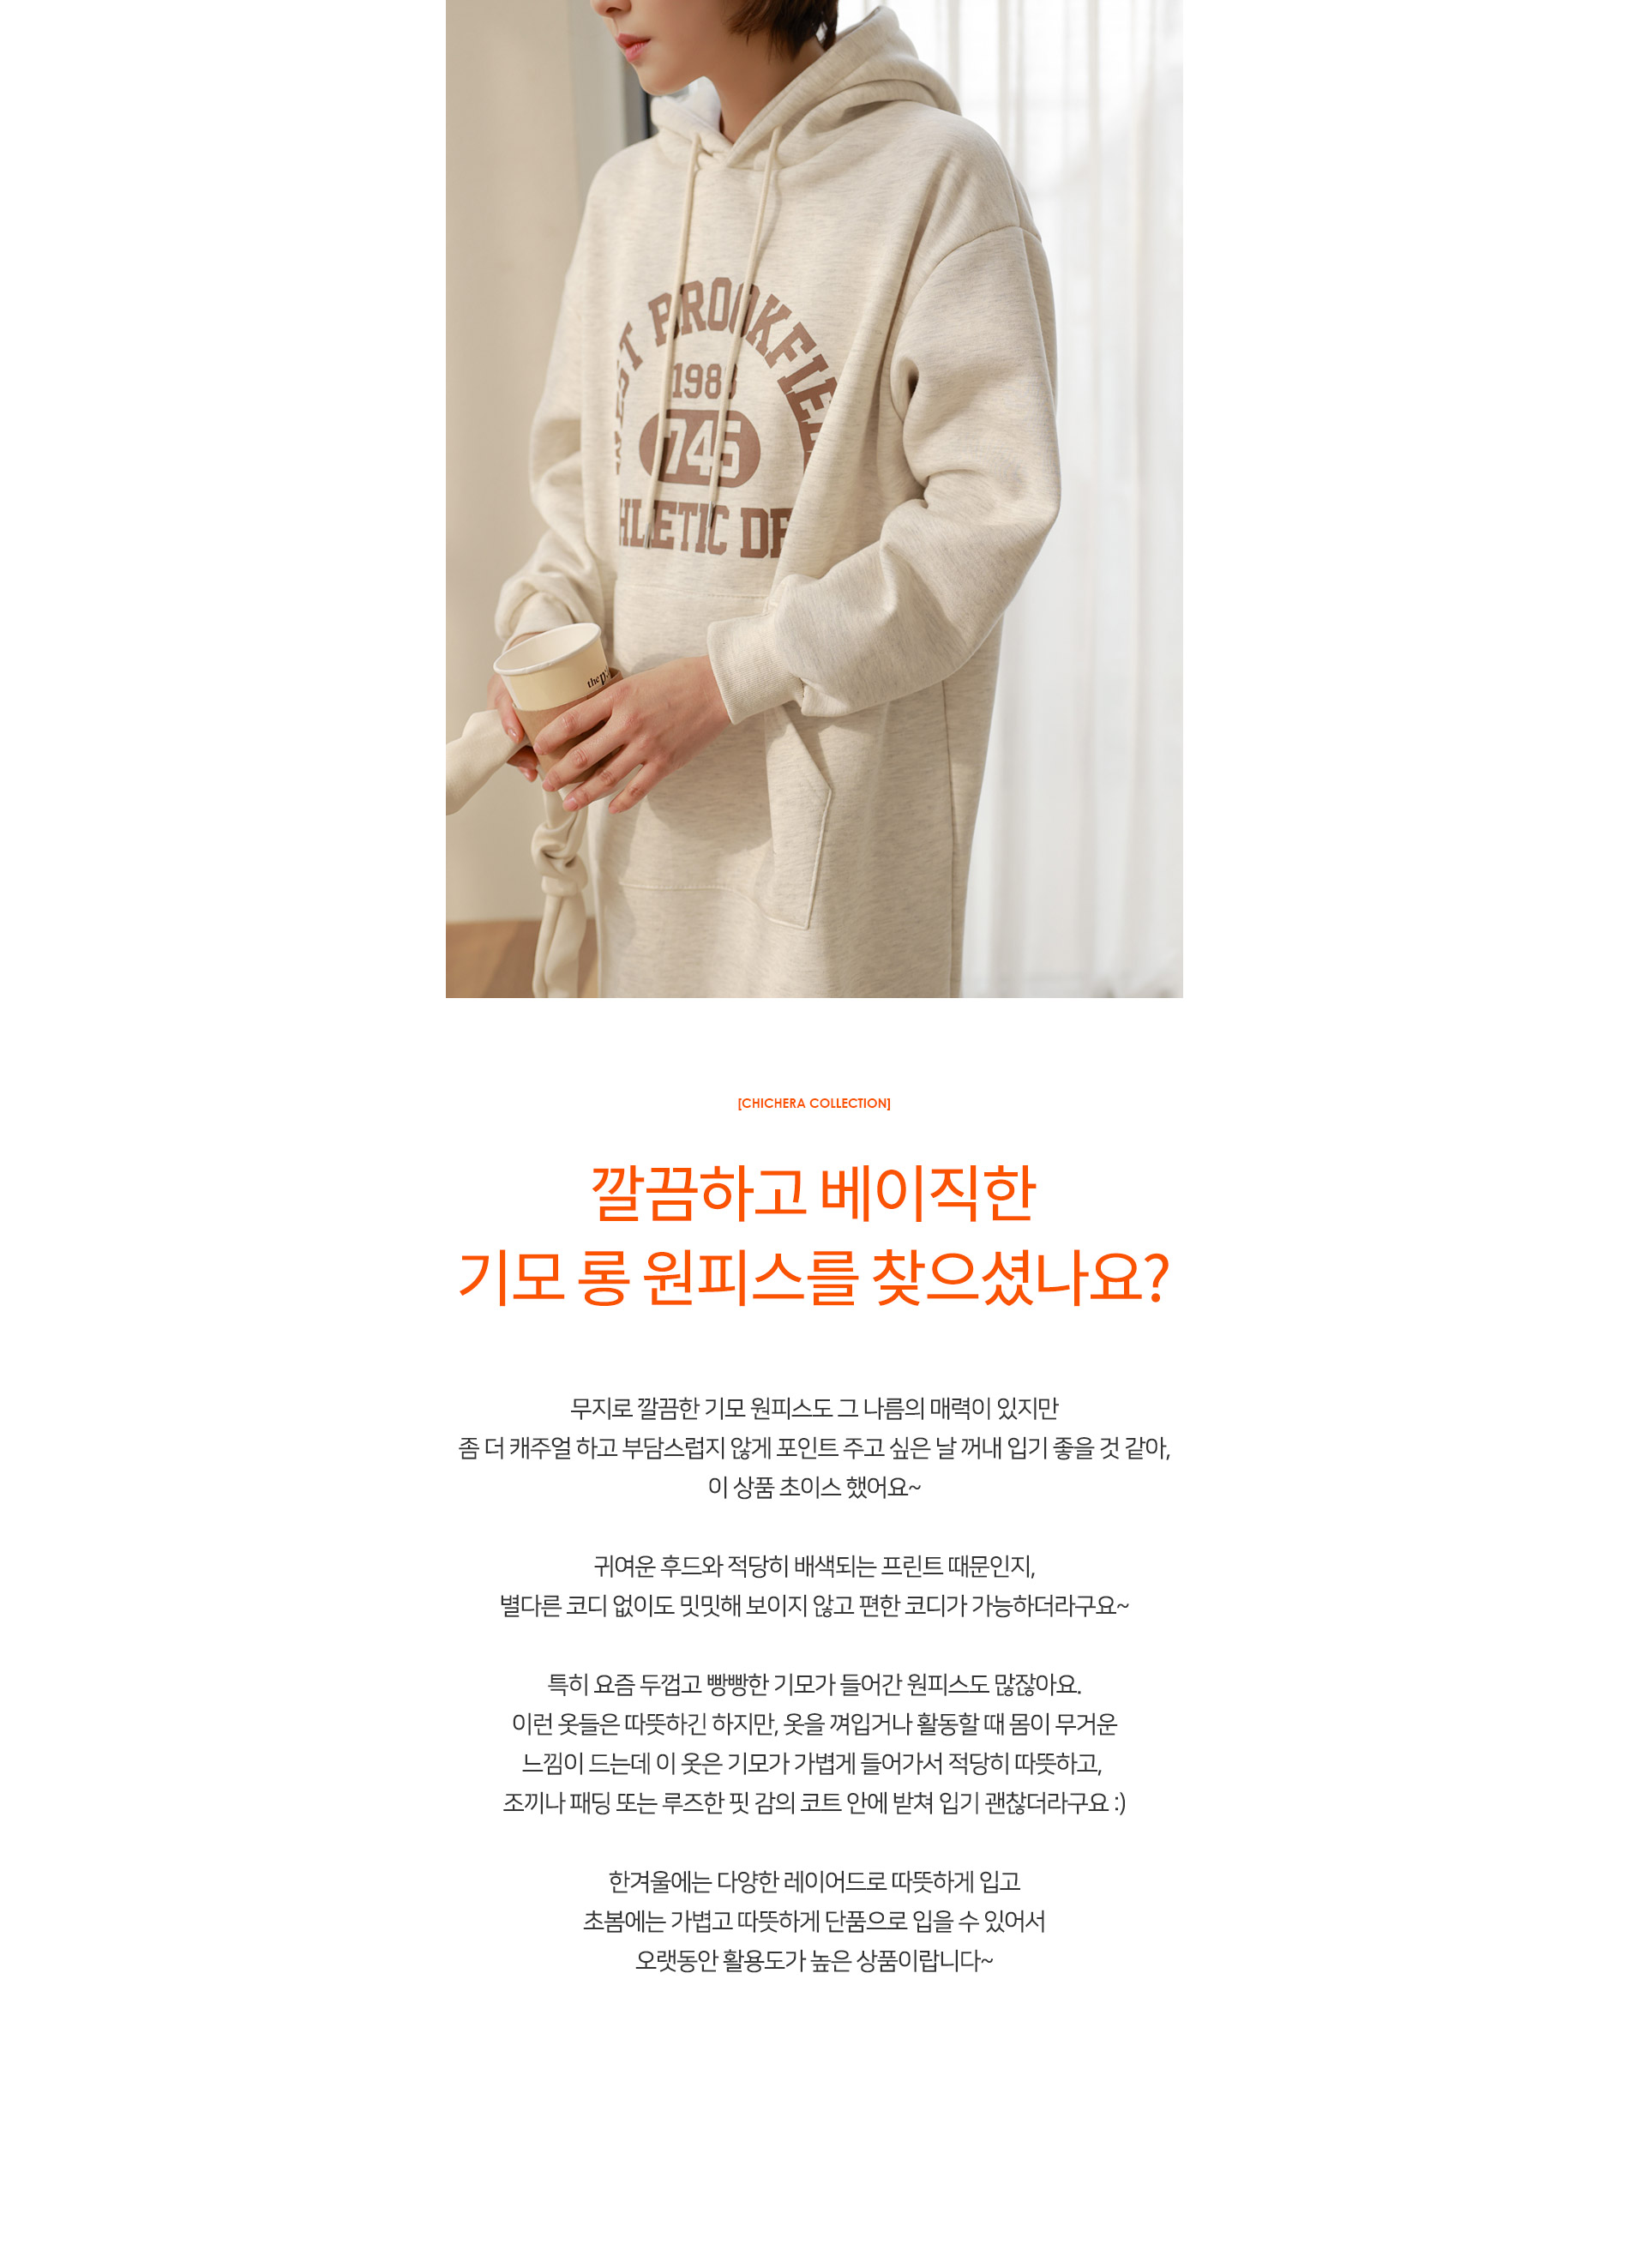 BROOKFIE
198
745
HLETIC DE
[CHICHERA COLLECTION]
깔끔하고 베이직한
기모 롱 원피스를 찾으셨나요?
무지로 깔끔한 기모 원피스도 그 나름의 매력이 있지만
좀 더 캐주얼 하고 부담스럽지 않게 포인트 주고 싶은 날 꺼내 입기 좋을 것 같아,
이 상품 초이스 했어요~
귀여운 후드와 적당히 배색되는 프린트 때문인지,
별다른 코디 없이도 밋밋해 보이지 않고 편한 코디가 가능하더라구요~
특히 요즘 두껍고 빵빵한 기모가 들어간 원피스도 많잖아요.
이런 옷들은 따뜻하긴 하지만, 옷을 껴입거나 활동할 때 몸이 무거운
느낌이 드는데 이 옷은 기모가 가볍게 들어가서 적당히 따뜻하고,
조끼나 패딩 또는 루즈한 핏 감의 코트 안에 받쳐 입기 괜찮더라구요 :)
한겨울에는 다양한 레이어드로 따뜻하게 입고
초봄에는 가볍고 따뜻하게 단품으로 입을 수 있어서
오랫동안 활용도가 높은 상품이랍니다~